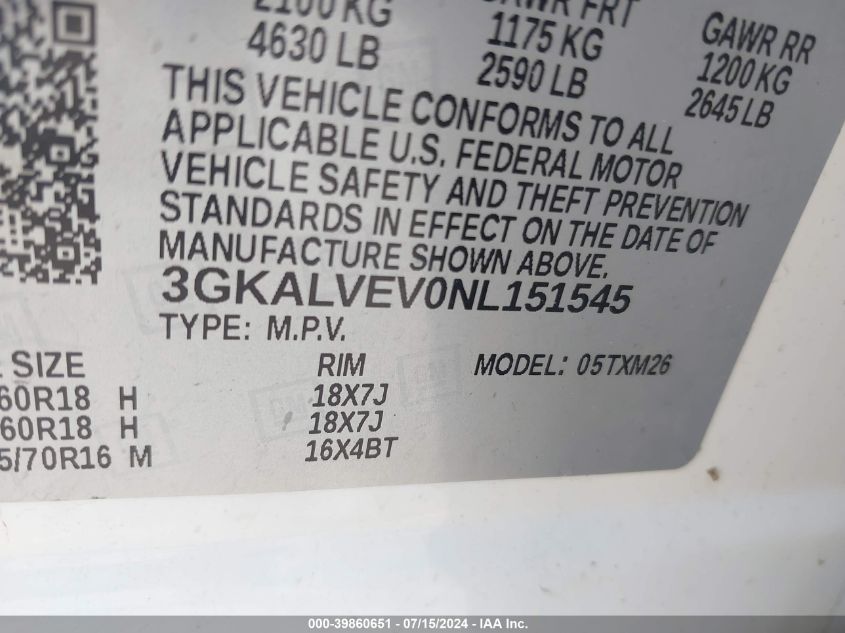 2100 KG
GAWR FRT
GAWR RR
4630 LB
1175 KG
1200 KG
2590 LB
2645 LB
THIS VEHICLE CONFORMS TO ALL
APPLICABLE U.S. FEDERAL MOTOR
VEHICLE SAFETY AND THEFT PREVENTION
STANDARDS IN EFFECT ON THE DATE OF
MANUFACTURE SHOWN ABOVE.
3GKALVEV0NL151545
TYPE: M.P.V.
SIZE RIM MODEL: 05TXM26
60R18 H 18X7J
60R18 H 18X7J
5/70R16 M 16X4BT
000-39860651 / 07/15/2024 - Copyright © IAA, Inc.